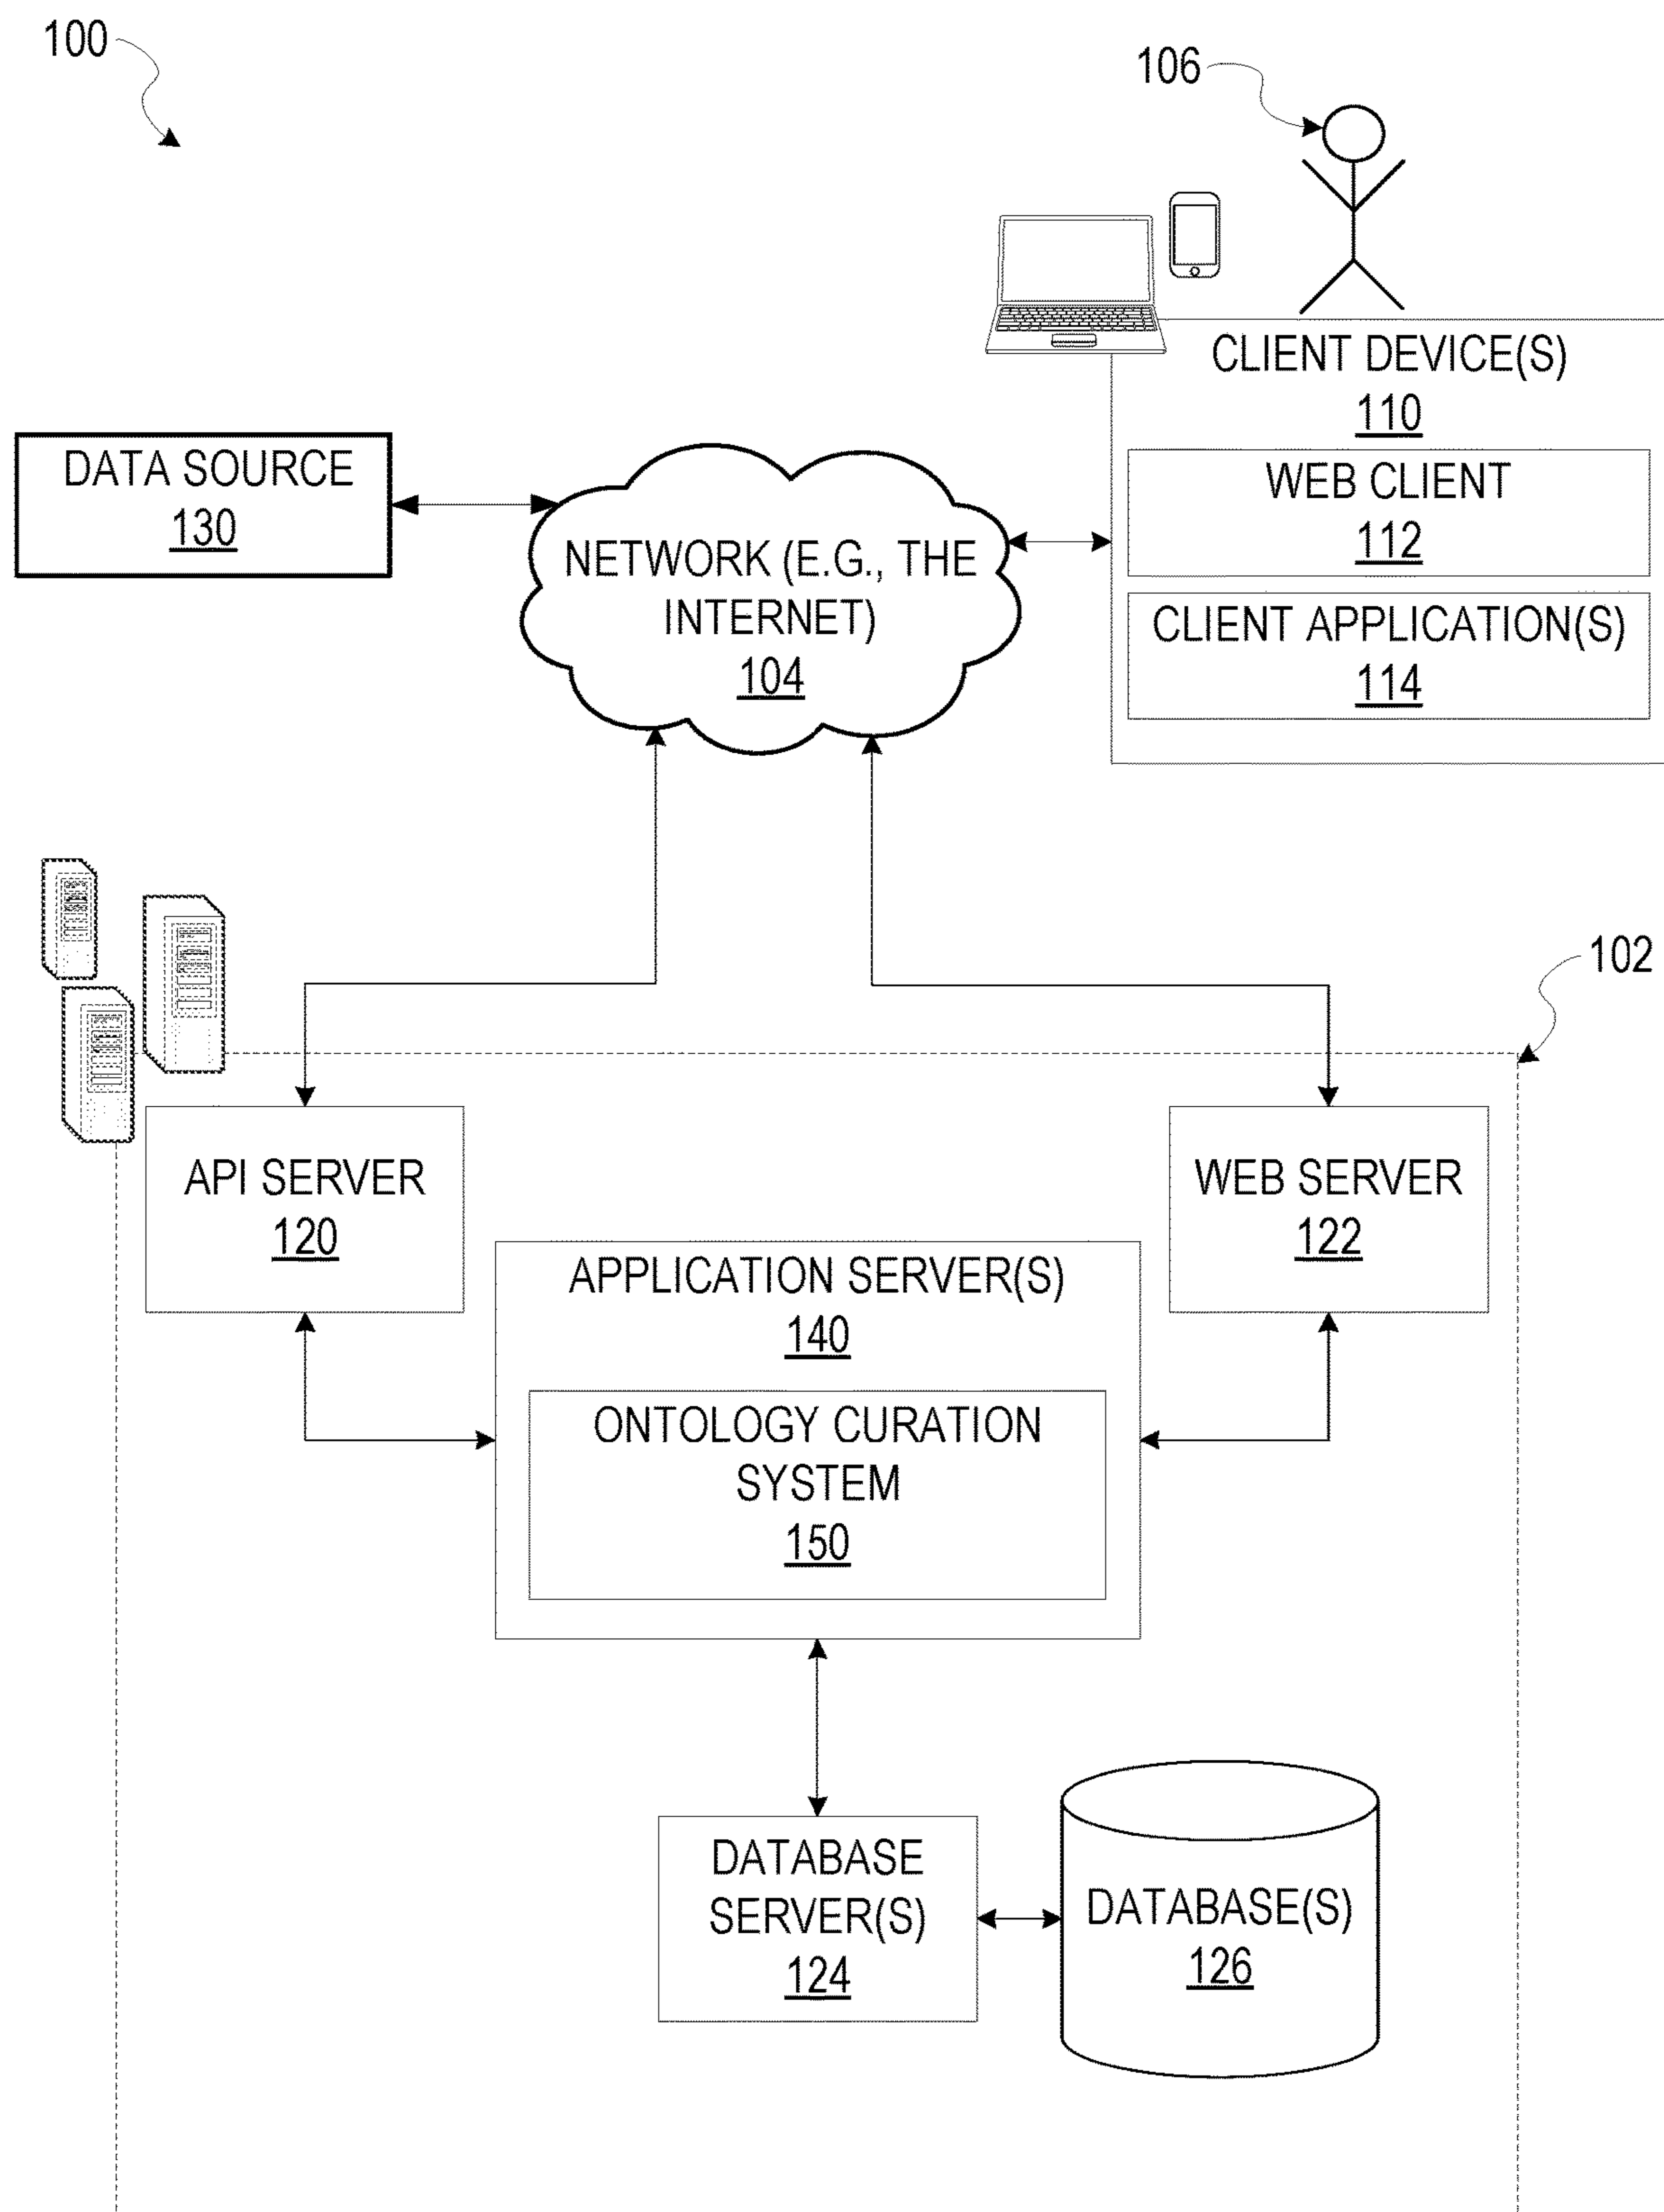 100
106
CLIENT DEVICE(S)
110
WEB CLIENT
112
CLIENT APPLICATION(S)
114
DATA SOURCE
130
NETWORK (E.G., THE
INTERNET)
104
102
API SERVER
120
WEB SERVER
122
APPLICATION SERVER(S)
140
ONTOLOGY CURATION
SYSTEM
150
DATABASE
SERVER(S)
124
DATABASE(S)
126